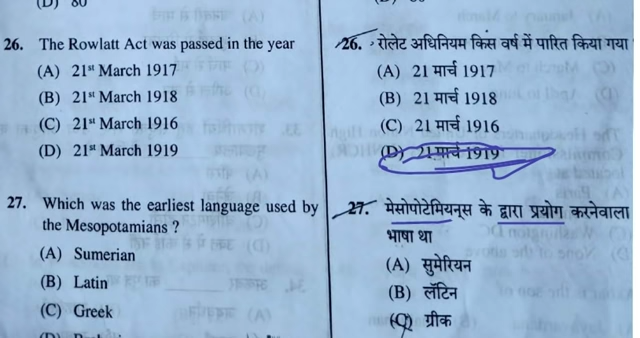 (D) 80
26. The Rowlatt Act was passed in the year
(A) 21st March 1917
(B) 21st March 1918
(C) 21st March 1916
(D) 21st March 1919
27. Which was the earliest language used by
the Mesopotamians ?
(A) Sumerian
(B) Latin
(C) Greek
26. रोलेट अधिनियम किस वर्ष में पारित किया गया
(A) 21 मार्च 1917
(B) 21 मार्च 1918
(C) 21 मार्च 1916
(D) 21 मार्च 1919
27. मेसोपोटेमियन्स के द्वारा प्रयोग करनेवाला
भाषा था
(A) सुमेरियन
(B) लॅटिन
(C) ग्रीक